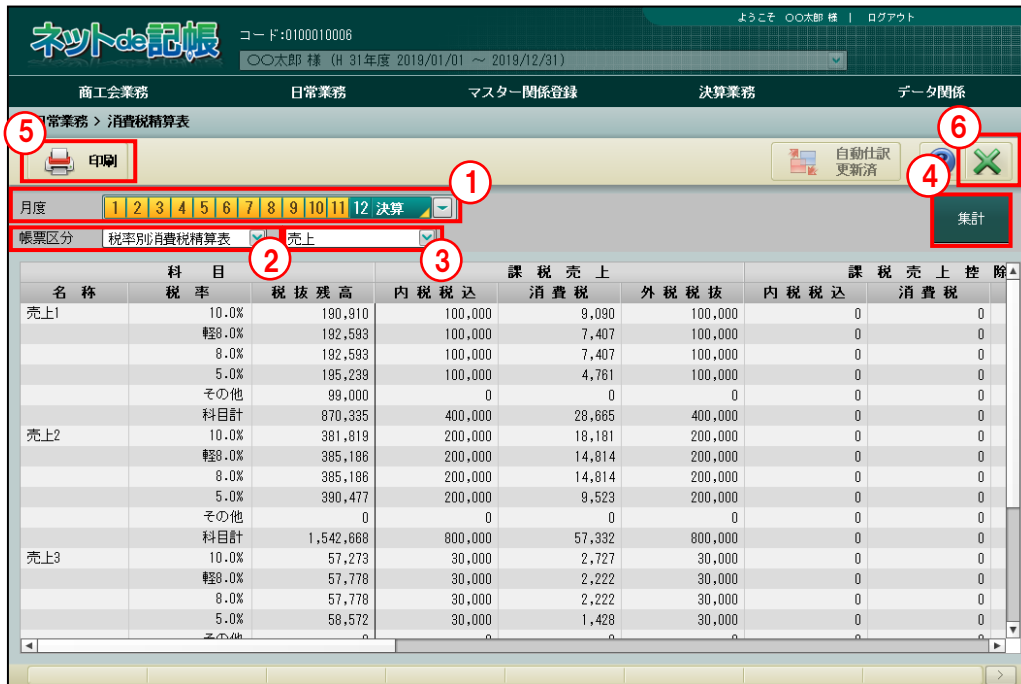 ようこそ 〇〇太郎 様 | ログアウト
ネットde記帳
コード:0100010006
〇〇太郎 様 (H 31年度 2019/01/01 ～ 2019/12/31)
商工会業務 日常業務 マスター関係登録 決算業務 データ関係
常業務 > 消費税精算表
5 6
印刷 自動仕訳 更新済
1 4
月度 1 2 3 4 5 6 7 8 9 10 11 12 決算 集計
帳票区分 税率別消費税精算表 売上
2 3
科 目 課 税 売 上 課 税 売 上 控 除
名 称 税 率 税 抜 残 高 内 税 税 込 消 費 税 外 税 税 抜 内 税 税 込 消 費 税
売上1 10.0% 190,910 100,000 9,090 100,000 0 0
軽8.0% 192,593 100,000 7,407 100,000 0 0
8.0% 192,593 100,000 7,407 100,000 0 0
5.0% 195,239 100,000 4,761 100,000 0 0
その他 99,000 0 0 0 0 0
科目計 870,335 400,000 28,665 400,000 0 0
売上2 10.0% 381,819 200,000 18,181 200,000 0 0
軽8.0% 385,186 200,000 14,814 200,000 0 0
8.0% 385,186 200,000 14,814 200,000 0 0
5.0% 390,477 200,000 9,523 200,000 0 0
その他 0 0 0 0 0 0
科目計 1,542,668 800,000 57,332 800,000 0 0
売上3 10.0% 57,273 30,000 2,727 30,000 0 0
軽8.0% 57,778 30,000 2,222 30,000 0 0
8.0% 57,778 30,000 2,222 30,000 0 0
5.0% 58,572 30,000 1,428 30,000 0 0